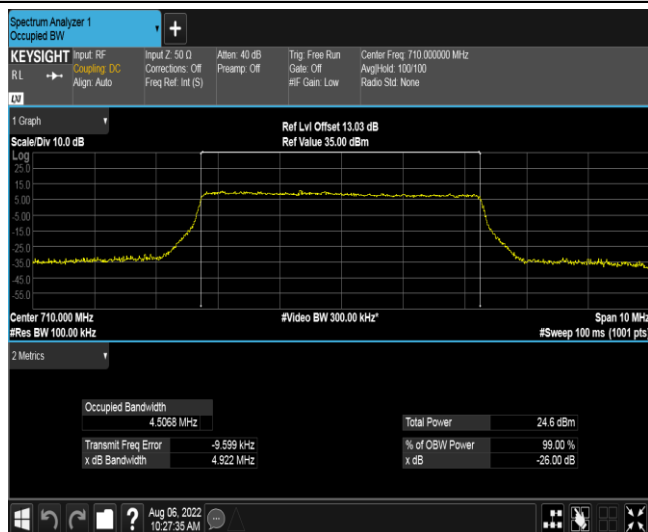 Spectrum Analyzer 1
Occupied BW
KEYSIGHT
R L
LXI
Input: RF
Coupling: DC
Align: Auto
Input Z: 50 Ω
Corrections: Off
Freq Ref: Int (S)
Atten: 40 dB
Preamp: Off
Trig: Free Run
Gate: Off
#IF Gain: Low
Center Freq: 710.000000 MHz
Avg|Hold: 100/100
Radio Std: None
1 Graph
Scale/Div 10.0 dB
Ref Lvl Offset 13.03 dB
Ref Value 35.00 dBm
Log
25.0
15.0
5.00
-5.00
-15.0
-25.0
-35.0
-45.0
-55.0
Center 710.000 MHz
#Res BW 100.00 kHz
#Video BW 300.00 kHz*
Span 10 MHz
#Sweep 100 ms (1001 pts)
2 Metrics
Occupied Bandwidth
4.5068 MHz
Transmit Freq Error -9.599 kHz
x dB Bandwidth 4.922 MHz
Total Power 24.6 dBm
% of OBW Power 99.00 %
x dB -26.00 dB
?
Aug 06, 2022
10:27:35 AM